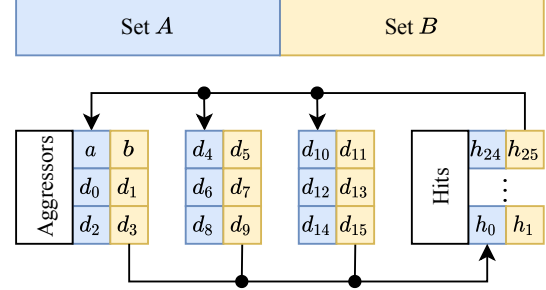 Set A Set B
Aggressors a b d4 d5 d10 d11 Hits h24 h25
d0 d1 d6 d7 d12 d13 ⋮
d2 d3 d8 d9 d14 d15 h0 h1